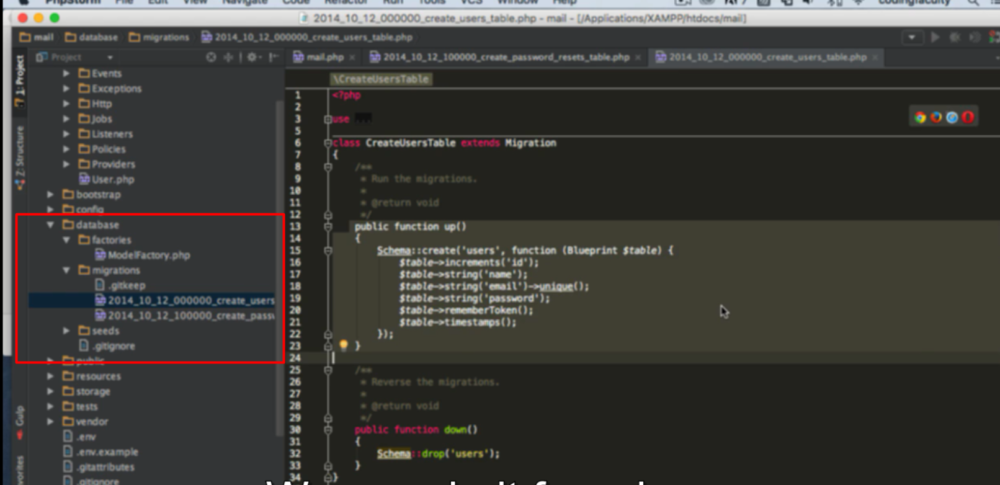 PhpStorm File Edit View Navigate Code Refactor Run Tools VCS Window Help codingfaculty
2014_10_12_000000_create_users_table.php - mail - [/Applications/XAMPP/htdocs/mail]
mail database migrations 2014_10_12_000000_create_users_table.php
Project
mail.php 2014_10_12_100000_create_password_resets_table.php 2014_10_12_000000_create_users_table.php
1: Project
Z: Structure
Gulp
Events
Exceptions
Http
Jobs
Listeners
Policies
Providers
User.php
bootstrap
config
database
factories
ModelFactory.php
migrations
.gitkeep
2014_10_12_000000_create_users
2014_10_12_100000_create_pass
seeds
.gitignore
public
resources
storage
tests
vendor
.env
.env.example
.gitattributes
.gitignore
\CreateUsersTable
1 <?php
2
3 use ...
5
6 class CreateUsersTable extends Migration
7 {
8 /**
9 * Run the migrations.
10 *
11 * @return void
12 */
13 public function up()
14 {
15 Schema::create('users', function (Blueprint $table) {
16 $table->increments('id');
17 $table->string('name');
18 $table->string('email')->unique();
19 $table->string('password');
20 $table->rememberToken();
21 $table->timestamps();
22 });
23 }
24
25 /**
26 * Reverse the migrations.
27 *
28 * @return void
29 */
30 public function down()
31 {
32 Schema::drop('users');
33 }
34 }